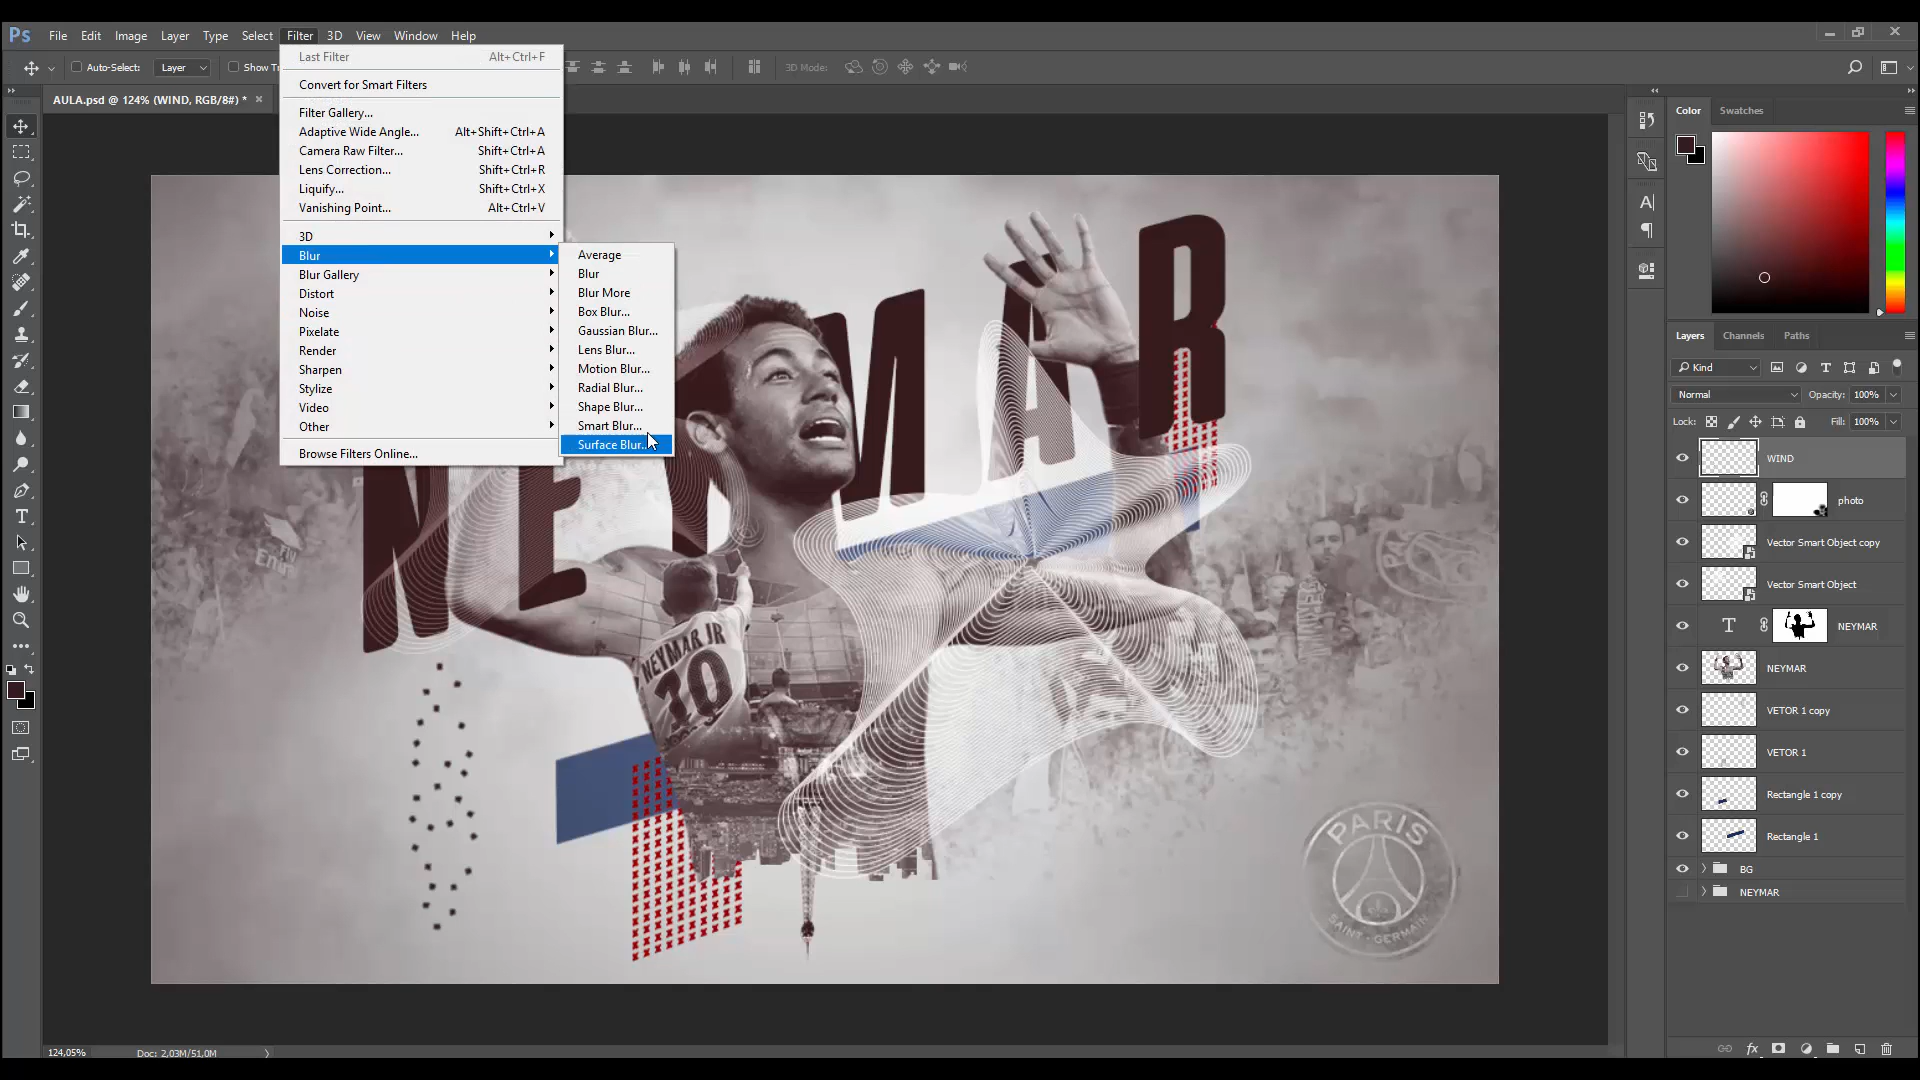 Ps File Edit Image Layer Type Select Filter 3D View Window Help
Auto-Select: Layer Show Tr 3D Mode:
AULA.psd @ 124% (WIND, RGB/8#) * ×
Last Filter Alt+Ctrl+F
Convert for Smart Filters
Filter Gallery...
Adaptive Wide Angle... Alt+Shift+Ctrl+A
Camera Raw Filter... Shift+Ctrl+A
Lens Correction... Shift+Ctrl+R
Liquify... Shift+Ctrl+X
Vanishing Point... Alt+Ctrl+V
3D
Blur
Blur Gallery
Distort
Noise
Pixelate
Render
Sharpen
Stylize
Video
Other
Browse Filters Online...
Average
Blur
Blur More
Box Blur...
Gaussian Blur...
Lens Blur...
Motion Blur...
Radial Blur...
Shape Blur...
Smart Blur...
Surface Blur...
NEYMAR
NEYMAR JR
10
Fly
PARIS
SAINT-GERMAIN
Color Swatches
Layers Channels Paths
Kind
Normal Opacity: 100%
Lock: Fill: 100%
WIND
photo
Vector Smart Object copy
Vector Smart Object
NEYMAR
NEYMAR
VETOR 1 copy
VETOR 1
Rectangle 1 copy
Rectangle 1
BG
NEYMAR
fx
124,05% Doc: 2,03M/51,0M